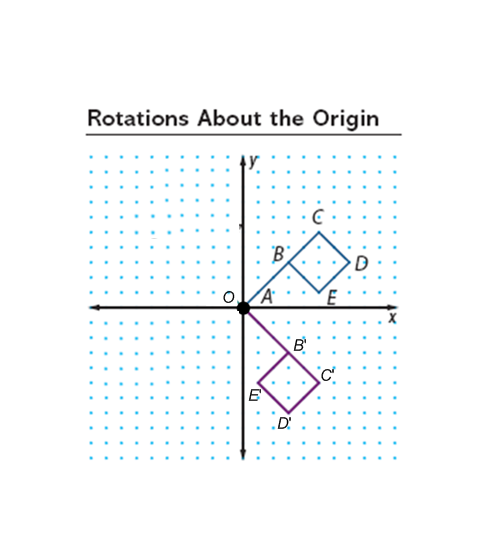 Rotations About the Origin
y
C
B
D
O
A
E
x
B'
C'
E'
D'